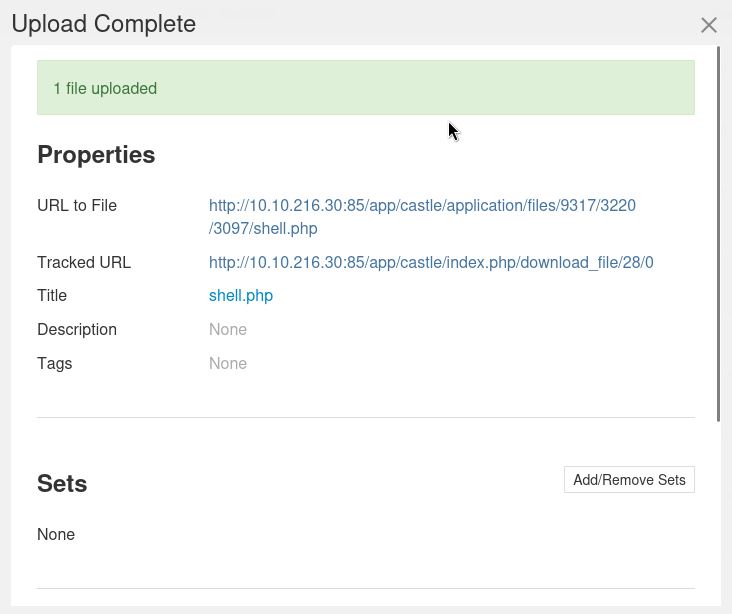 Upload Complete
1 file uploaded
Properties
URL to File http://10.10.216.30:85/app/castle/application/files/9317/3220
/3097/shell.php
Tracked URL http://10.10.216.30:85/app/castle/index.php/download_file/28/0
Title shell.php
Description None
Tags None
Sets Add/Remove Sets
None